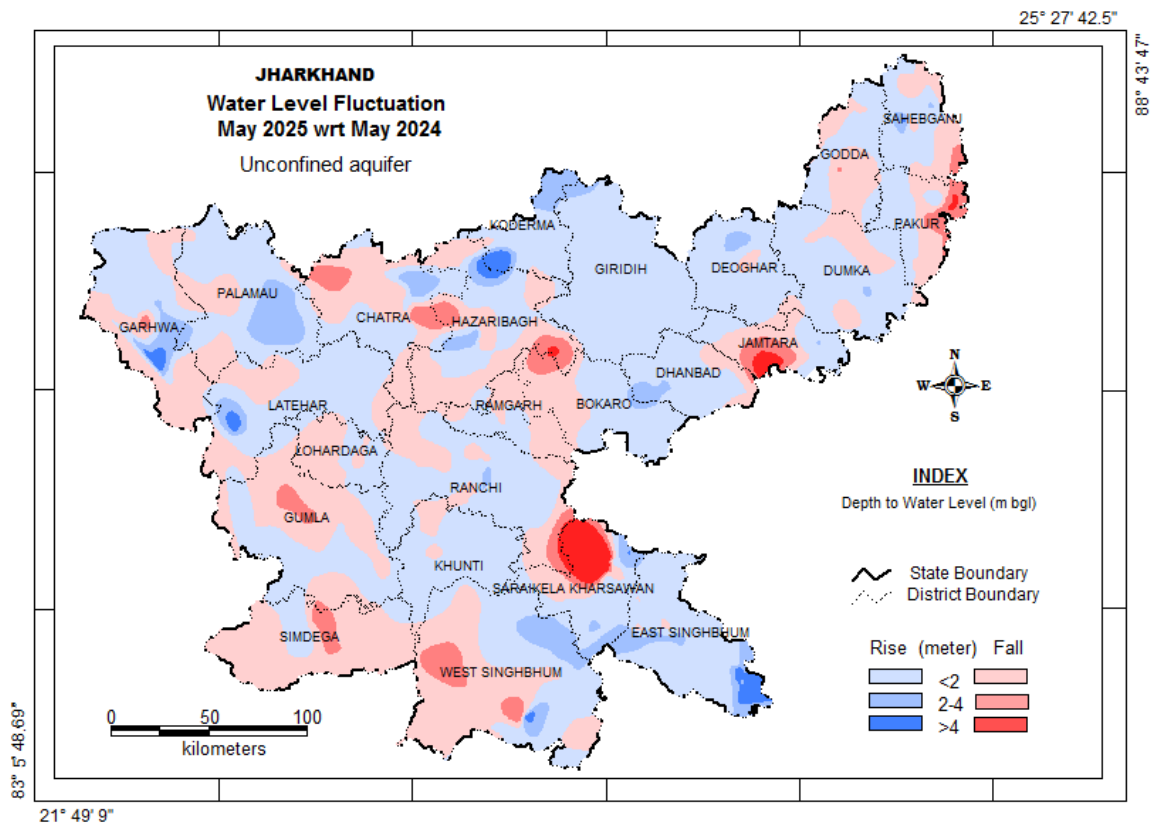 25° 27' 42.5"
88° 43' 47"
JHARKHAND
Water Level Fluctuation
May 2025 wrt May 2024
Unconfined aquifer
SAHEBGANJ
GODDA
PAKUR
KODERMA
GIRIDIH
DEOGHAR
DUMKA
PALAMAU
GARHWA
CHATRA
HAZARIBAGH
JAMTARA
DHANBAD
LATEHAR
RAMGARH
BOKARO
LOHARDAGA
RANCHI
GUMLA
KHUNTI
SARAIKELA KHARSAWAN
SIMDEGA
EAST SINGHBHUM
WEST SINGHBHUM
N
W E
S
INDEX
Depth to Water Level (m bgl)
State Boundary
District Boundary
Rise (meter) Fall
<2
2-4
>4
0 50 100
kilometers
83° 5' 48.69"
21° 49' 9"